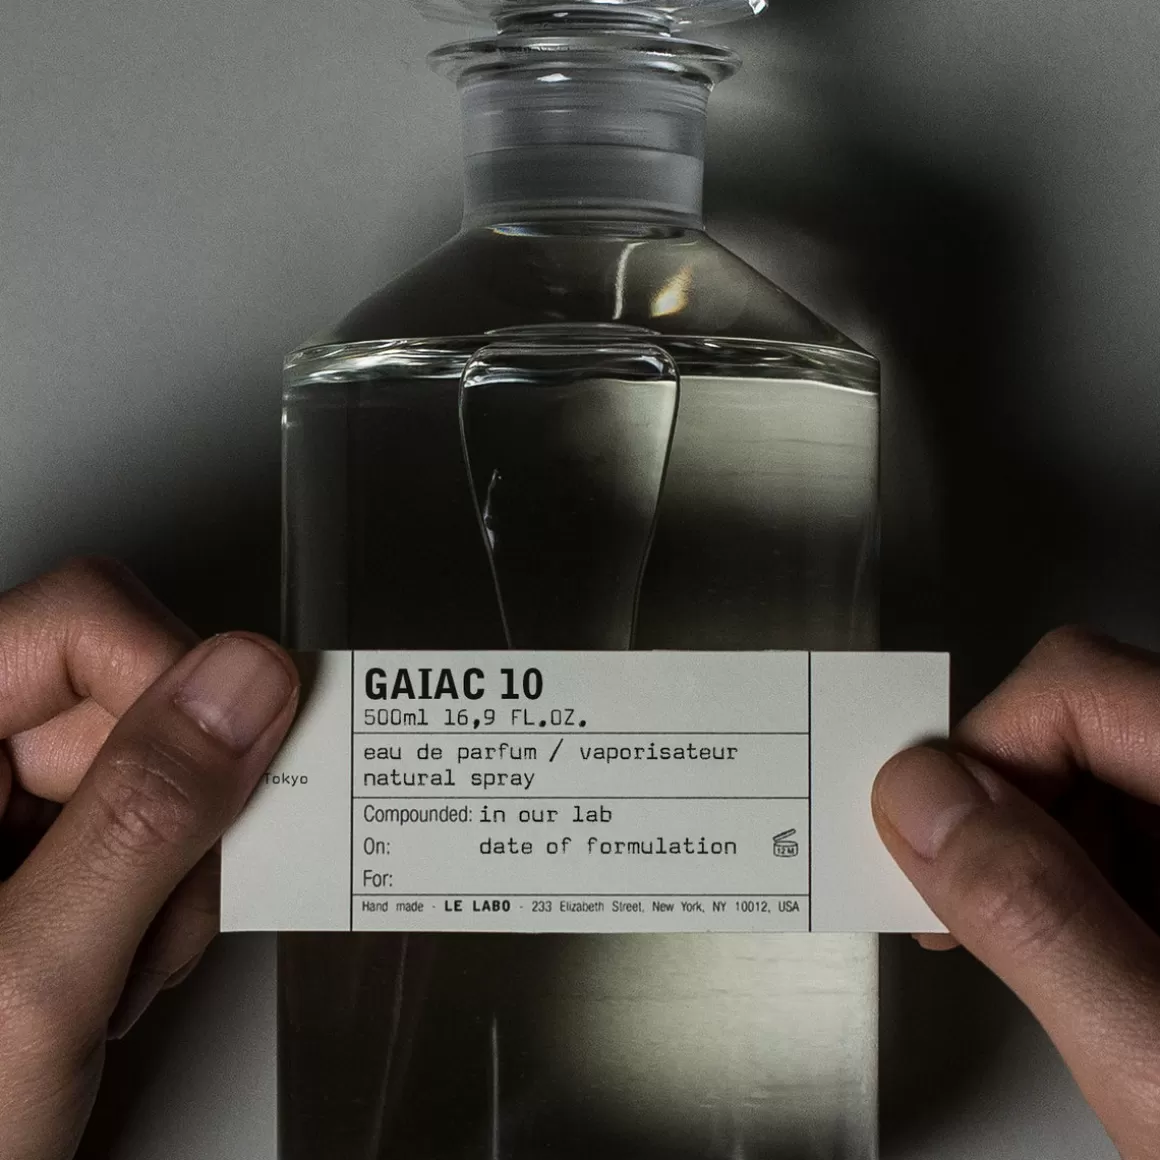 GAIAC 10
500ml 16,9 FL.OZ.
eau de parfum / vaporisateur
natural spray
Tokyo
Compounded: in our lab
On: date of formulation
12M
For:
Hand made - LE LABO - 233 Elizabeth Street, New York, NY 10012, USA